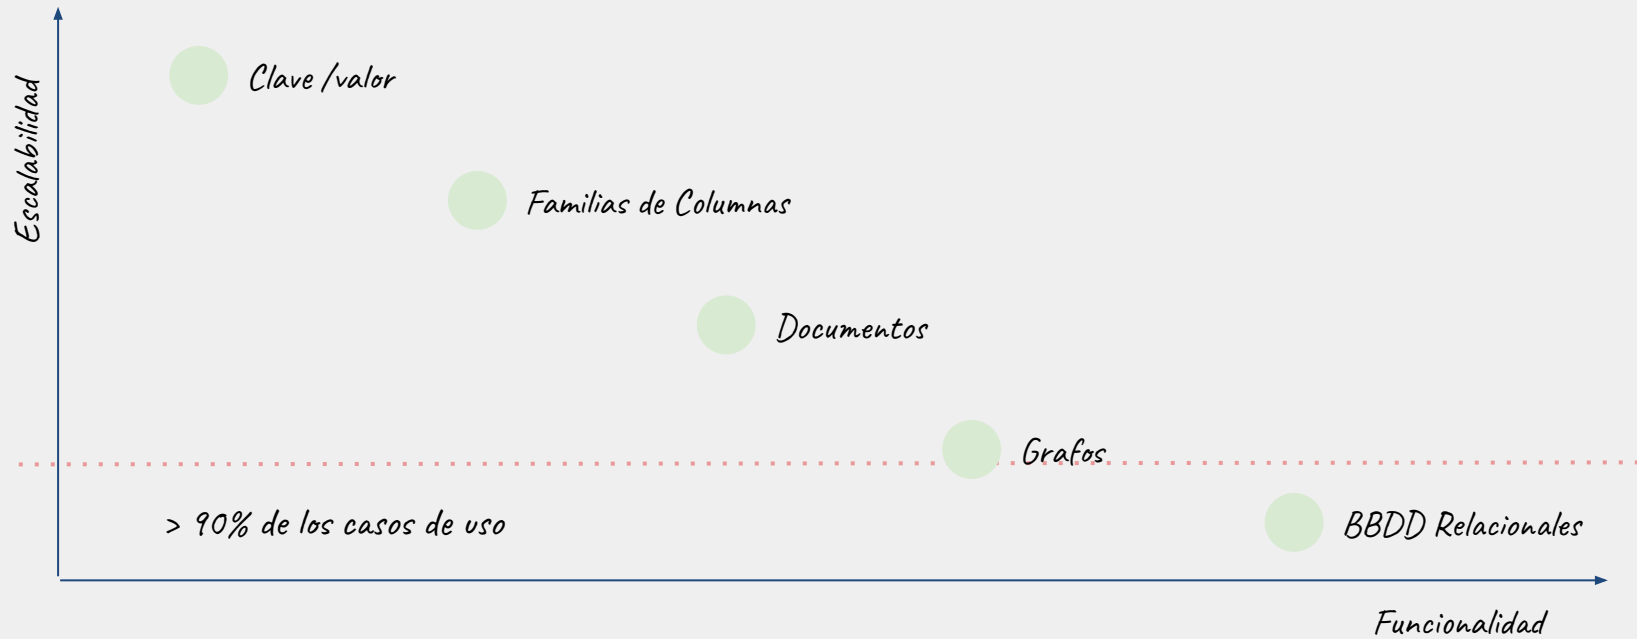 Escalabilidad
Clave /valor
Familias de Columnas
Documentos
Grafos
> 90% de los casos de uso
BBDD Relacionales
Funcionalidad